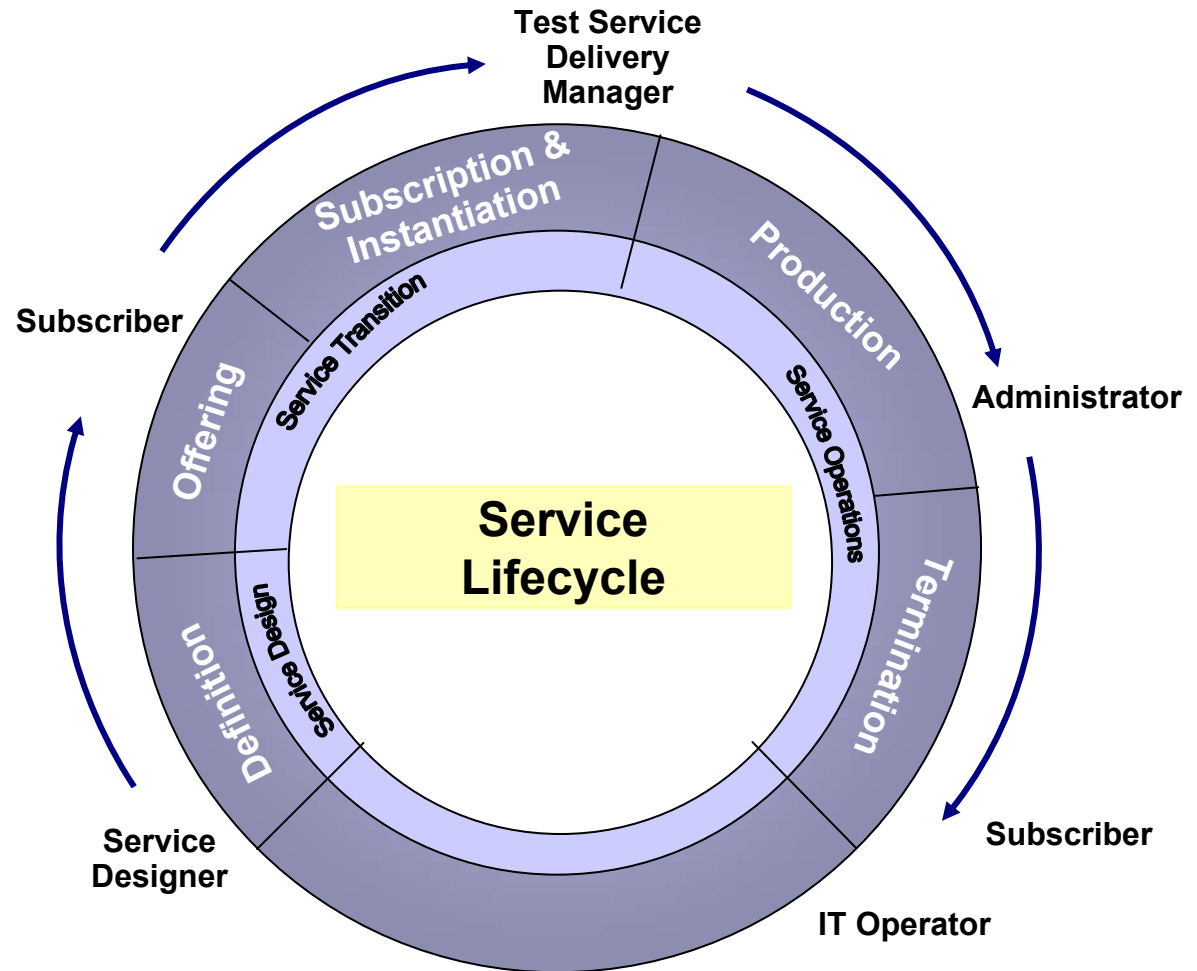 Test Service
Delivery
Manager
Subscription &
Instantiation
Production
Subscriber
Service Transition
Offering
Administrator
Service Operations
Service
Lifecycle
Service Design
Definition
Termination
Service
Designer
Subscriber
IT Operator